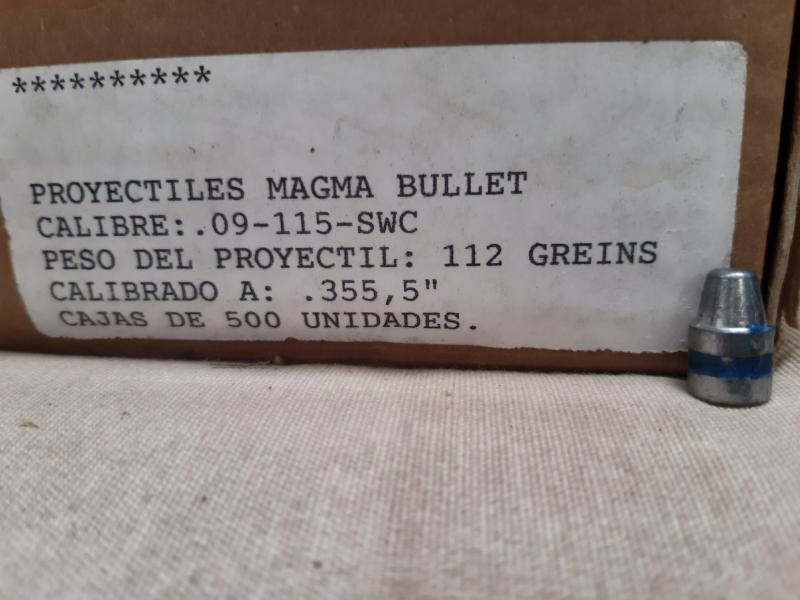 **********
PROYECTILES MAGMA BULLET
CALIBRE:.09-115-SWC
PESO DEL PROYECTIL: 112 GREINS
CALIBRADO A: .355,5"
CAJAS DE 500 UNIDADES.